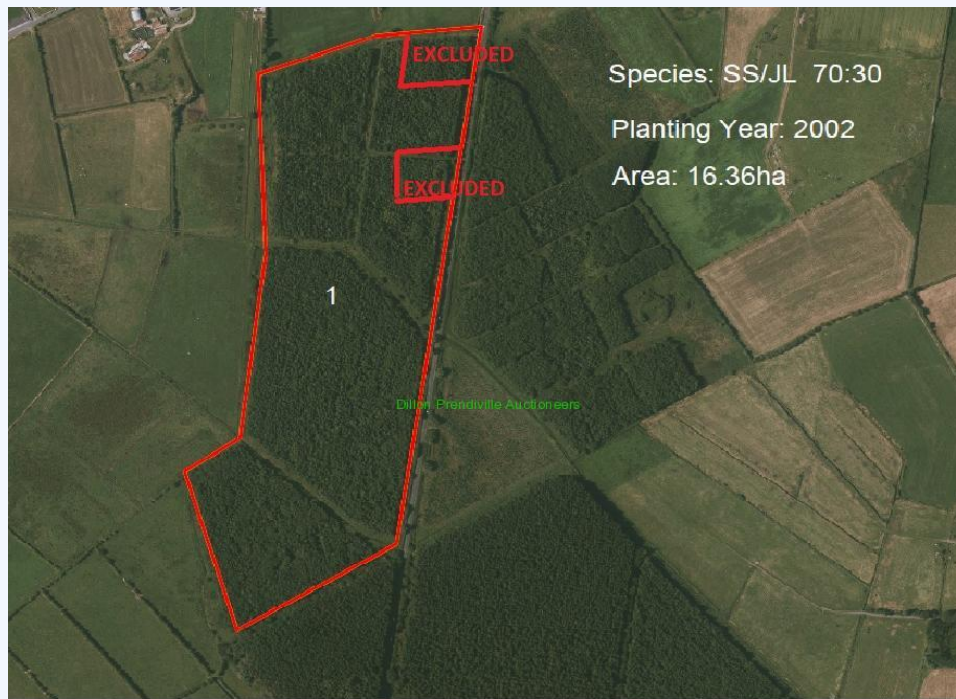 EXCLUDED
Species: SS/JL 70:30
Planting Year: 2002
Area: 16.36ha
EXCLUDED
1
Dillon Prendiville Auctioneers